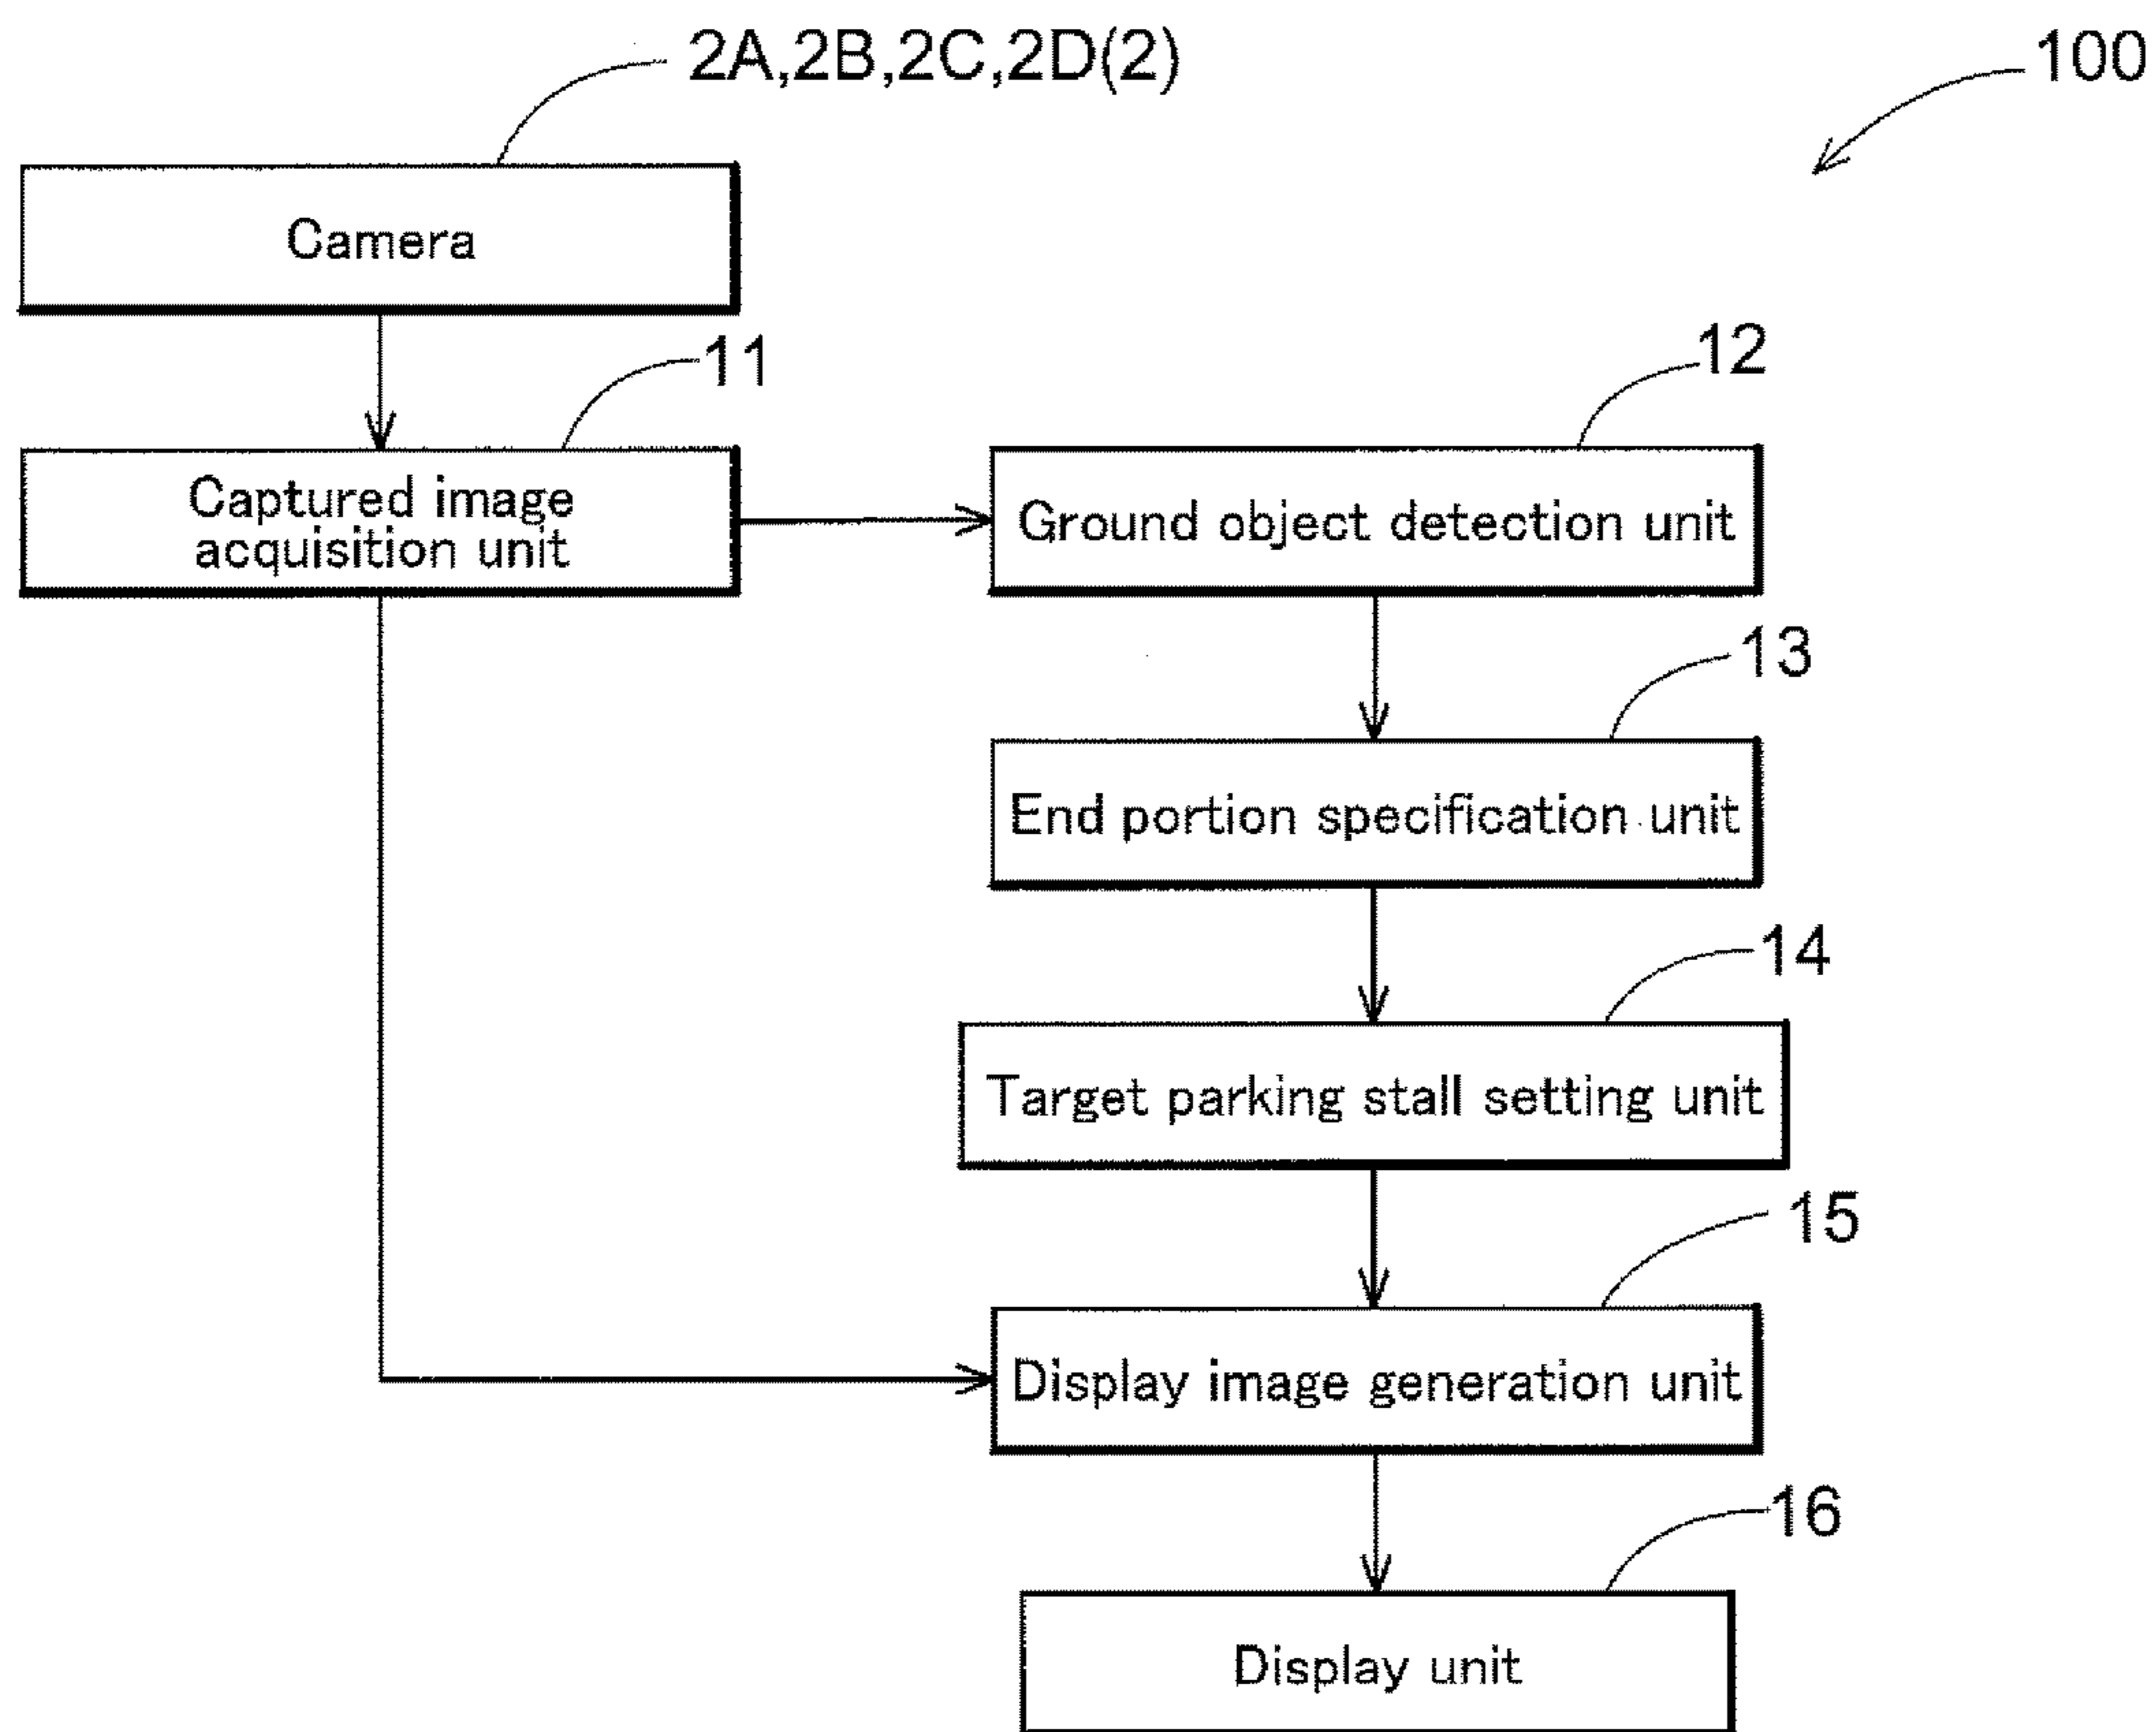 2A,2B,2C,2D(2)
100
Camera
11
Captured image
acquisition unit
12
Ground object detection unit
13
End portion specification unit
14
Target parking stall setting unit
15
Display image generation unit
16
Display unit